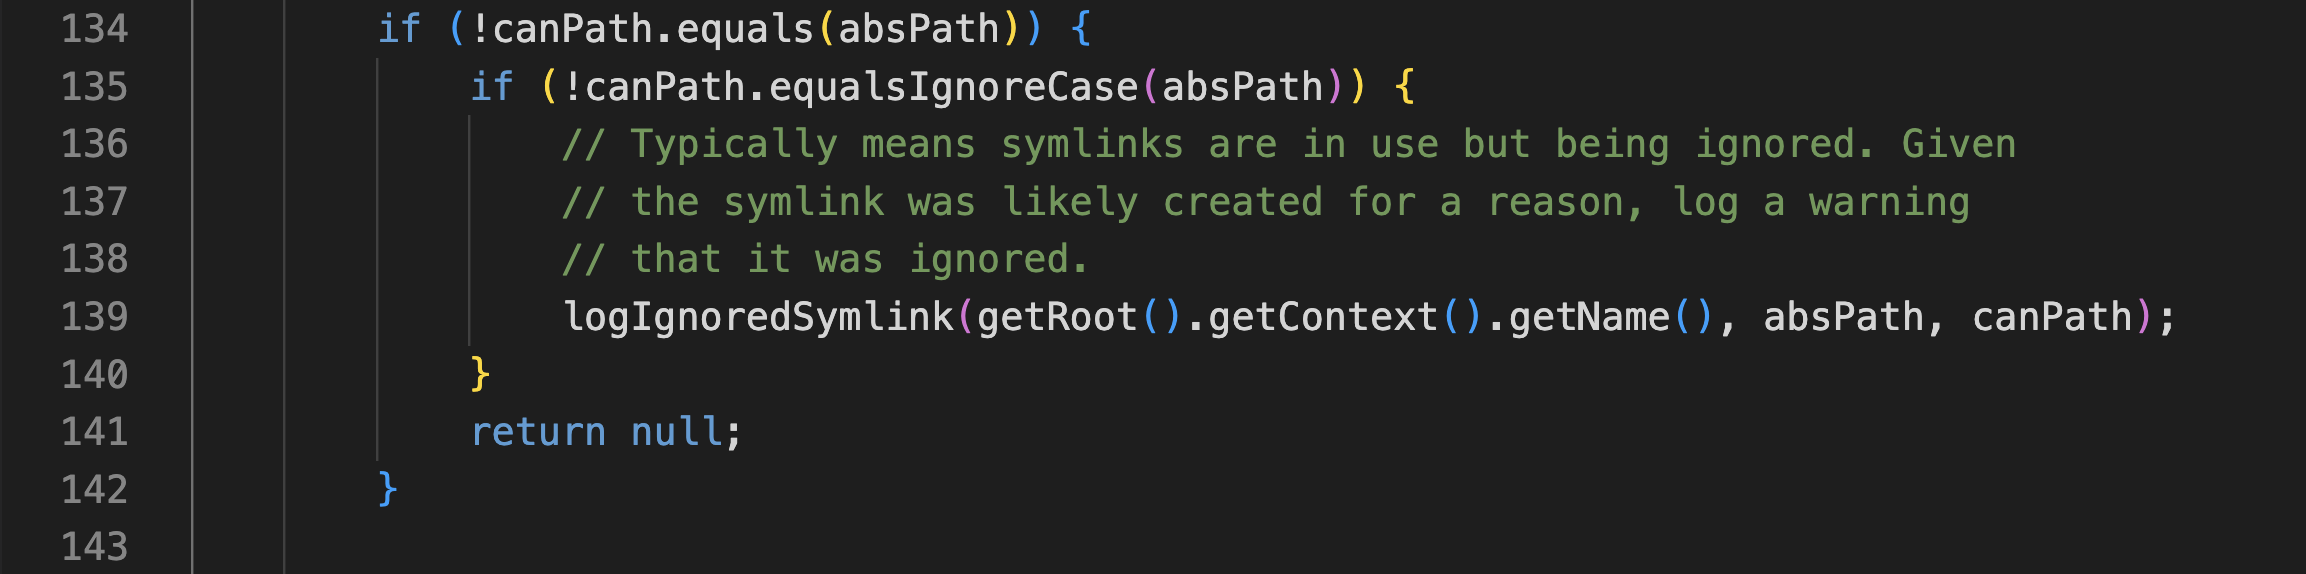 134 if (!canPath.equals(absPath)) {
135 if (!canPath.equalsIgnoreCase(absPath)) {
136 // Typically means symlinks are in use but being ignored. Given
137 // the symlink was likely created for a reason, log a warning
138 // that it was ignored.
139 logIgnoredSymlink(getRoot().getContext().getName(), absPath, canPath);
140 }
141 return null;
142 }
143